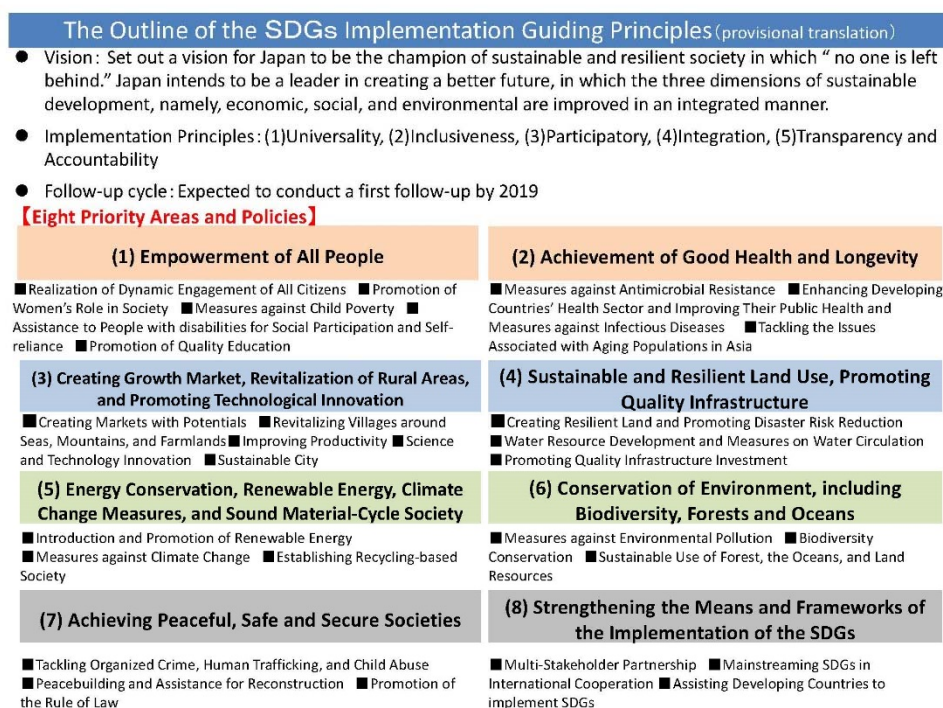 The Outline of the SDGs Implementation Guiding Principles(provisional translation)
● Vision: Set out a vision for Japan to be the champion of sustainable and resilient society in which “ no one is left
behind.” Japan intends to be a leader in creating a better future, in which the three dimensions of sustainable
development, namely, economic, social, and environmental are improved in an integrated manner.
● Implementation Principles:(1)Universality, (2)Inclusiveness, (3)Participatory, (4)Integration, (5)Transparency and
Accountability
● Follow-up cycle:Expected to conduct a first follow-up by 2019
【Eight Priority Areas and Policies】
(1) Empowerment of All People
■Realization of Dynamic Engagement of All Citizens ■Promotion of
Women’s Role in Society ■Measures against Child Poverty ■
Assistance to People with disabilities for Social Participation and Self-
reliance ■Promotion of Quality Education
(2) Achievement of Good Health and Longevity
■Measures against Antimicrobial Resistance ■Enhancing Developing
Countries’ Health Sector and Improving Their Public Health and
Measures against Infectious Diseases ■Tackling the Issues
Associated with Aging Populations in Asia
(3) Creating Growth Market, Revitalization of Rural Areas,
and Promoting Technological Innovation
■Creating Markets with Potentials ■Revitalizing Villages around
Seas, Mountains, and Farmlands■Improving Productivity ■Science
and Technology Innovation ■Sustainable City
(4) Sustainable and Resilient Land Use, Promoting
Quality Infrastructure
■Creating Resilient Land and Promoting Disaster Risk Reduction
■Water Resource Development and Measures on Water Circulation
■Promoting Quality Infrastructure Investment
(5) Energy Conservation, Renewable Energy, Climate
Change Measures, and Sound Material-Cycle Society
■Introduction and Promotion of Renewable Energy
■Measures against Climate Change ■Establishing Recycling-based
Society
(6) Conservation of Environment, including
Biodiversity, Forests and Oceans
■Measures against Environmental Pollution ■Biodiversity
Conservation ■Sustainable Use of Forest, the Oceans, and Land
Resources
(7) Achieving Peaceful, Safe and Secure Societies
■Tackling Organized Crime, Human Trafficking, and Child Abuse
■Peacebuilding and Assistance for Reconstruction ■Promotion of
the Rule of Law
(8) Strengthening the Means and Frameworks of
the Implementation of the SDGs
■Multi-Stakeholder Partnership ■Mainstreaming SDGs in
International Cooperation ■Assisting Developing Countries to
implement SDGs